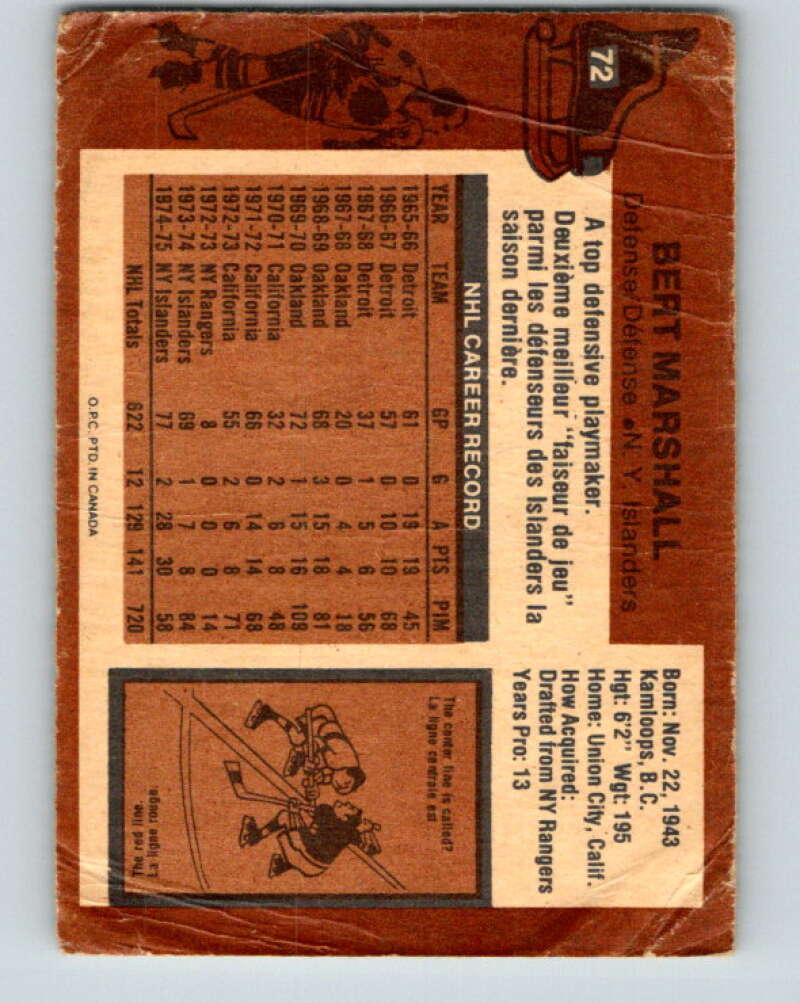 72
BERT MARSHALL
Defense/Défense • N. Y. Islanders
A top defensive playmaker.
Deuxième meilleur "faiseur de jeu"
parmi les défenseurs des Islanders la
saison dernière.
Born: Nov. 22, 1943
Kamloops, B.C.
Hgt: 6'2" Wgt: 195
Home: Union City, Calif.
How Acquired:
Drafted from NY Rangers
Years Pro: 13
NHL CAREER RECORD
YEAR TEAM GP G A PTS PIM
1965-66 Detroit 61 0 19 19 45
1966-67 Detroit 57 0 10 10 68
1967-68 Detroit 37 1 5 6 56
1967-68 Oakland 20 0 4 4 18
1968-69 Oakland 68 3 15 18 81
1969-70 Oakland 72 1 15 16 109
1970-71 California 32 2 6 8 48
1971-72 California 66 0 14 14 68
1972-73 California 55 2 6 8 71
1972-73 NY Rangers 8 0 0 0 14
1973-74 NY Islanders 69 1 7 8 84
1974-75 NY Islanders 77 2 28 30 58
NHL Totals 622 12 129 141 720
The center line is called?
La ligne centrale est
The red line
La ligne rouge
O.P.C. PTD. IN CANADA